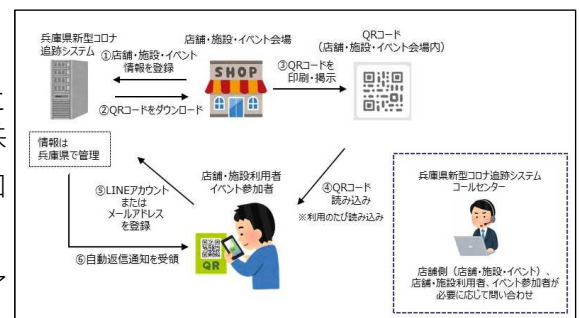 兵庫県新型コロナ
追跡システム
①店舗・施設・イベント
情報を登録
②QRコードをダウンロード
店舗・施設・イベント会場
SHOP
③QRコードを
印刷・掲示
QRコード
(店舗・施設・イベント会場内)
情報は
兵庫県で管理
店舗・施設利用者
イベント参加者
④QRコード
読み込み
※利用のたび読み込み
⑤LINEアカウント
または
メールアドレス
を登録
⑥自動返信通知を受領
QR
兵庫県新型コロナ追跡システム
コールセンター
店舗側(店舗・施設・イベント)、
店舗・施設利用者、イベント参加者が
必要に応じて問い合わせ